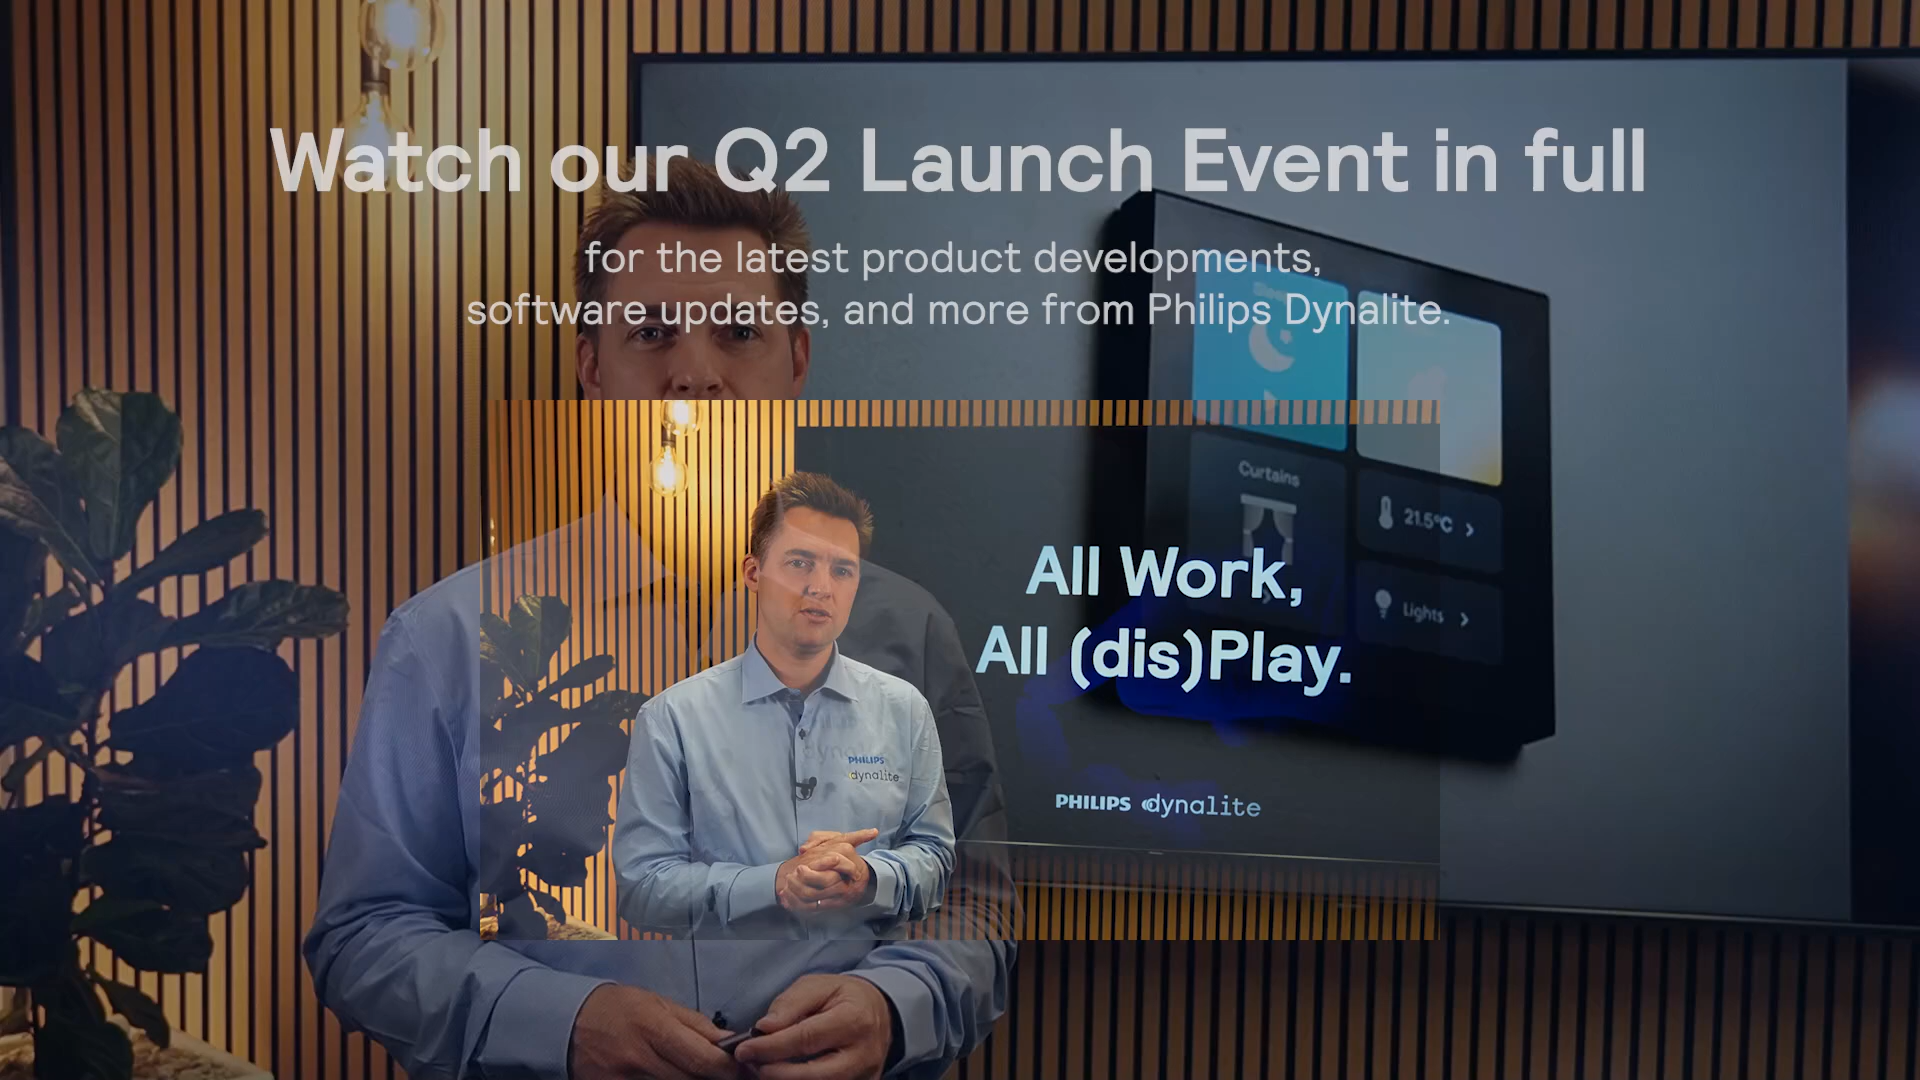 Watch our Q2 Launch Event in full
for the latest product developments,
software updates, and more from Philips Dynalite.
Curtains
21.5°C
Lights
All Work,
All (dis)Play.
PHILIPS
dynalite
PHILIPS dynalite